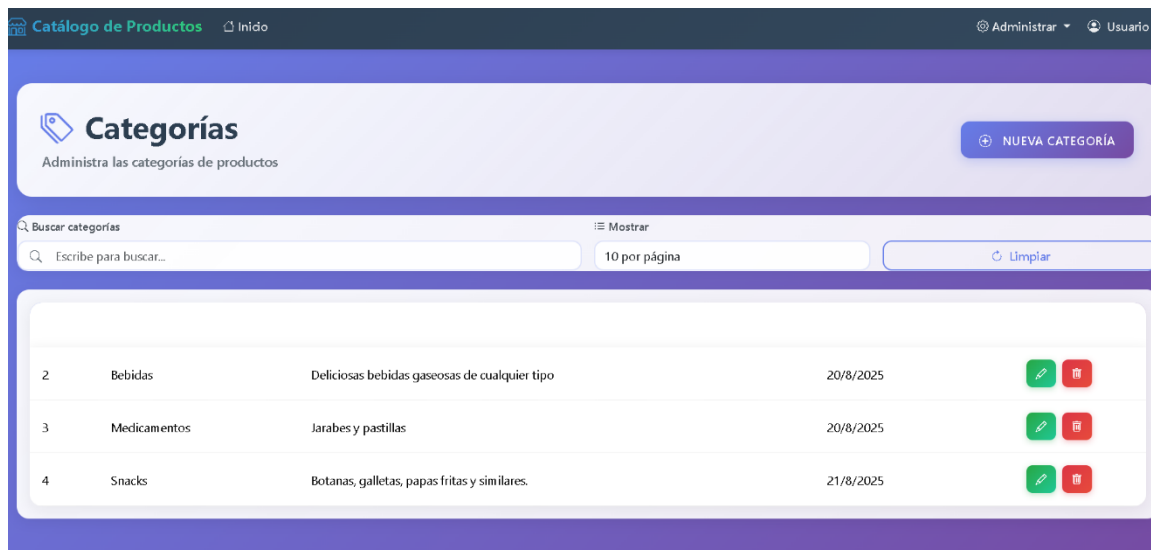 Catálogo de Productos Inicio Administrar Usuario
Categorías
Administra las categorías de productos
NUEVA CATEGORÍA
Buscar categorías Mostrar
Escribe para buscar... 10 por página Limpiar
2 Bebidas Deliciosas bebidas gaseosas de cualquier tipo 20/8/2025
3 Medicamentos Jarabes y pastillas 20/8/2025
4 Snacks Botanas, galletas, papas fritas y similares. 21/8/2025